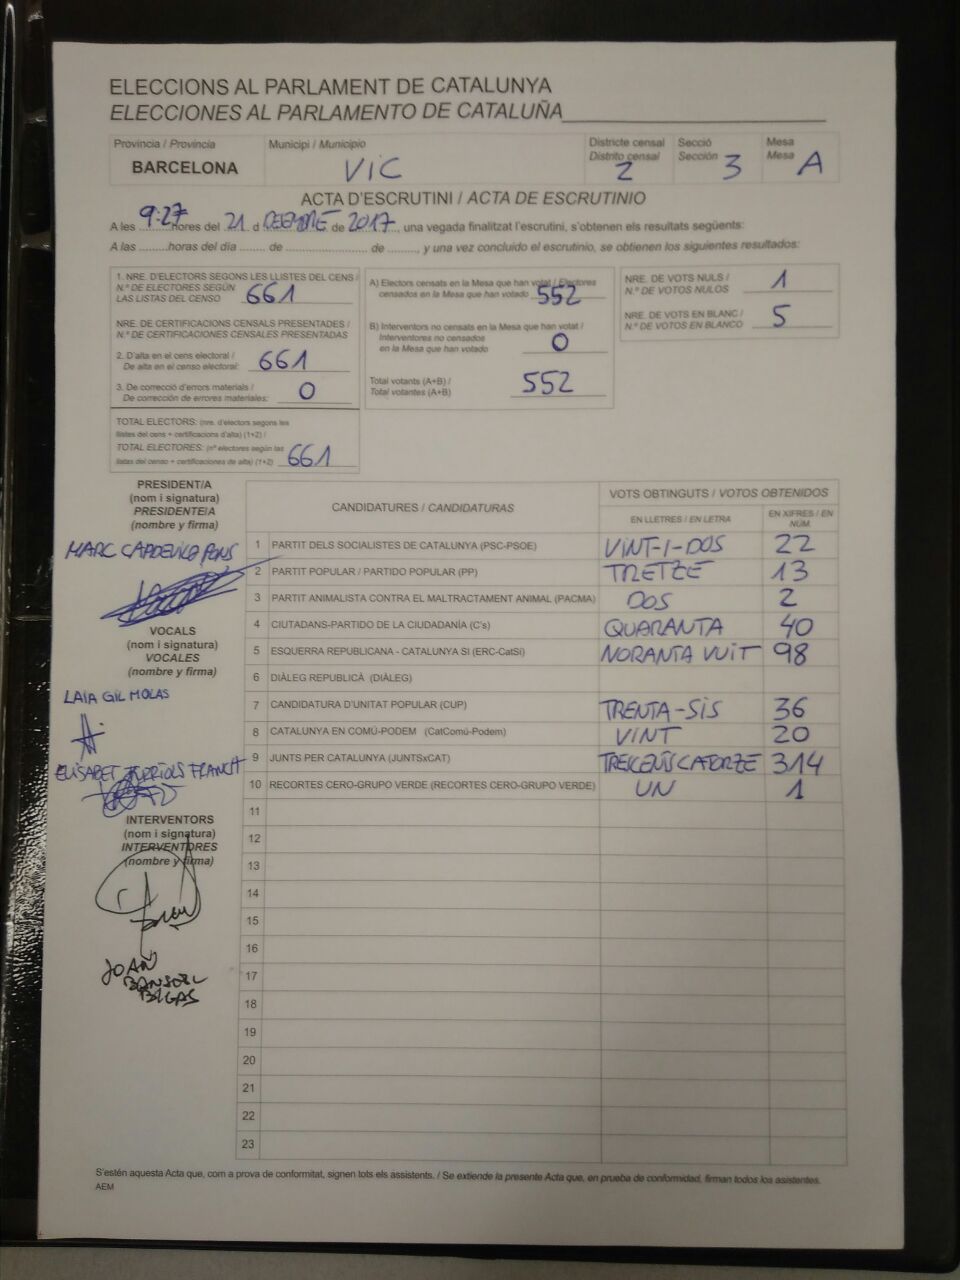 ELECCIONS AL PARLAMENT DE CATALUNYA
ELECCIONES AL PARLAMENTO DE CATALUÑA
Província / Provincia
BARCELONA
Municipi / Municipio
VIC
Districte censal
Distrito censal
2
Secció
Sección
3
Mesa
Mesa
A
ACTA D'ESCRUTINI / ACTA DE ESCRUTINIO
A les 9:27 hores del 21 d DESEMBRE de 2017, una vegada finalitzat l'escrutini, s'obtenen els resultats següents:
A las .........horas del día ....... de ..................... de ......, y una vez concluido el escrutinio, se obtienen los siguientes resultados:
1. NRE. D'ELECTORS SEGONS LES LLISTES DEL CENS /
N.º DE ELECTORES SEGÚN
LAS LISTAS DEL CENSO 661
NRE. DE CERTIFICACIONS CENSALS PRESENTADES /
N.º DE CERTIFICACIONES CENSALES PRESENTADAS
2. D'alta en el cens electoral /
De alta en el censo electoral: 661
3. De correcció d'errors materials /
De corrección de errores materiales: 0
TOTAL ELECTORS: (nre. d'electors segons les
llistes del cens + certificacions d'alta) (1+2) /
TOTAL ELECTORES: (nº electores según las
listas del censo + certificaciones de alta) (1+2) 661
A) Electors censats en la Mesa que han votat / Electores
censados en la Mesa que han votado 552
B) Interventors no censats en la Mesa que han votat /
Interventores no censados
en la Mesa que han votado 0
Total votants (A+B) /
Total votantes (A+B) 552
NRE. DE VOTS NULS /
N.º DE VOTOS NULOS 1
NRE. DE VOTS EN BLANC /
N.º DE VOTOS EN BLANCO 5
PRESIDENT/A
(nom i signatura)
PRESIDENTE/A
(nombre y firma)
MARC CAPDEVILA PONS
VOCALS
(nom i signatura)
VOCALES
(nombre y firma)
LAIA GIL MOLAS
ELISABET FRANCH
INTERVENTORS
(nom i signatura)
INTERVENTORES
(nombre y firma)
JOAN
BIGAS
CANDIDATURES / CANDIDATURAS
VOTS OBTINGUTS / VOTOS OBTENIDOS
EN LLETRES / EN LETRA
EN XIFRES / EN NÚM.
1 PARTIT DELS SOCIALISTES DE CATALUNYA (PSC-PSOE) VINT-I-DOS 22
2 PARTIT POPULAR / PARTIDO POPULAR (PP) TRETZE 13
3 PARTIT ANIMALISTA CONTRA EL MALTRACTAMENT ANIMAL (PACMA) DOS 2
4 CIUTADANS-PARTIDO DE LA CIUDADANÍA (C's) QUARANTA 40
5 ESQUERRA REPUBLICANA - CATALUNYA SI (ERC-CatSí) NORANTA VUIT 98
6 DIÀLEG REPUBLICÀ (DIÀLEG)
7 CANDIDATURA D'UNITAT POPULAR (CUP) TRENTA-SIS 36
8 CATALUNYA EN COMÚ-PODEM (CatComú-Podem) VINT 20
9 JUNTS PER CATALUNYA (JUNTSxCAT) 314
10 RECORTES CERO-GRUPO VERDE (RECORTES CERO-GRUPO VERDE) UN 1
11
12
13
14
15
16
17
18
19
20
21
22
23
S'estén aquesta Acta que, com a prova de conformitat, signen tots els assistents. / Se extiende la presente Acta que, en prueba de conformidad, firman todos los asistentes.
AEM